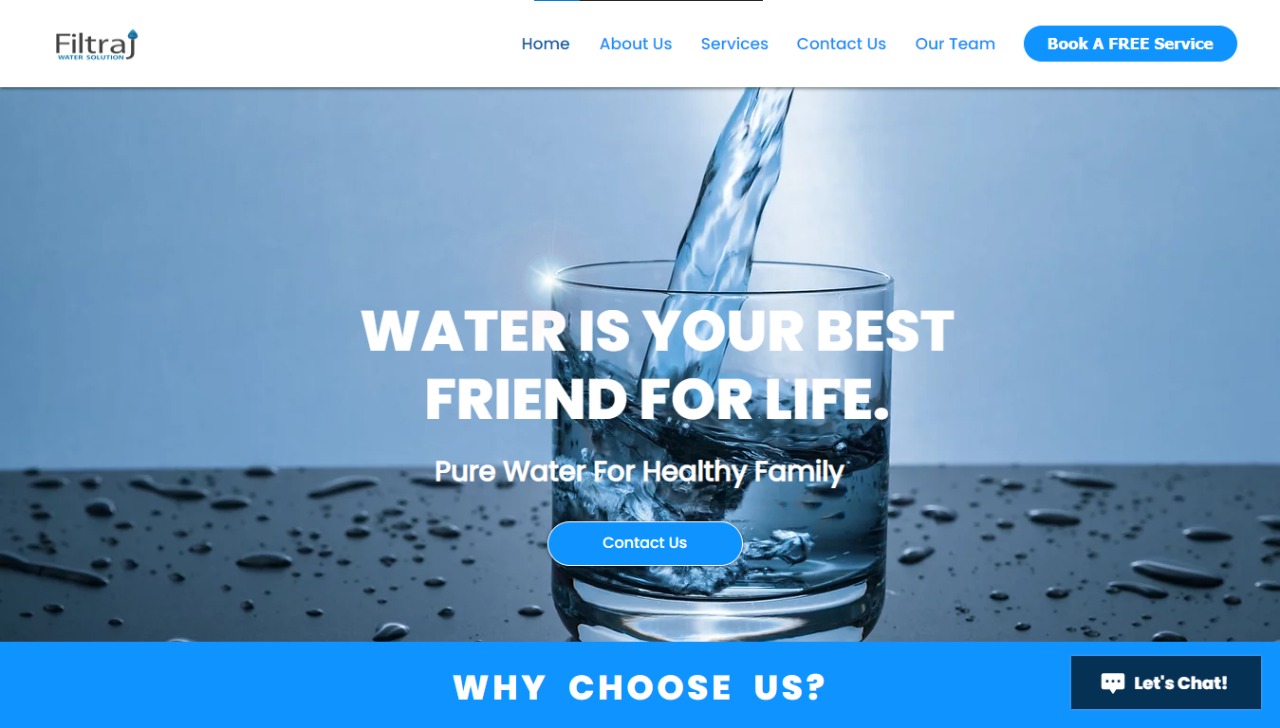 Filtraj
WATER SOLUTION
Home About Us Services Contact Us Our Team Book A FREE Service
WATER IS YOUR BEST
FRIEND FOR LIFE.
Pure Water For Healthy Family
Contact Us
WHY CHOOSE US?
Let's Chat!